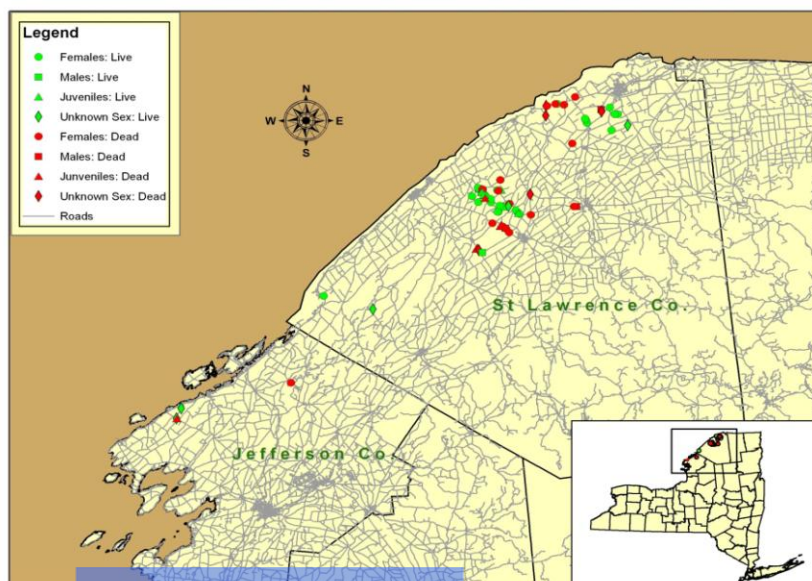 Legend
Females: Live
Males: Live
Juveniles: Live
Unknown Sex: Live
Females: Dead
Males: Dead
Junveniles: Dead
Unknown Sex: Dead
Roads
N
W E
S
St Lawrence Co.
Jefferson Co.